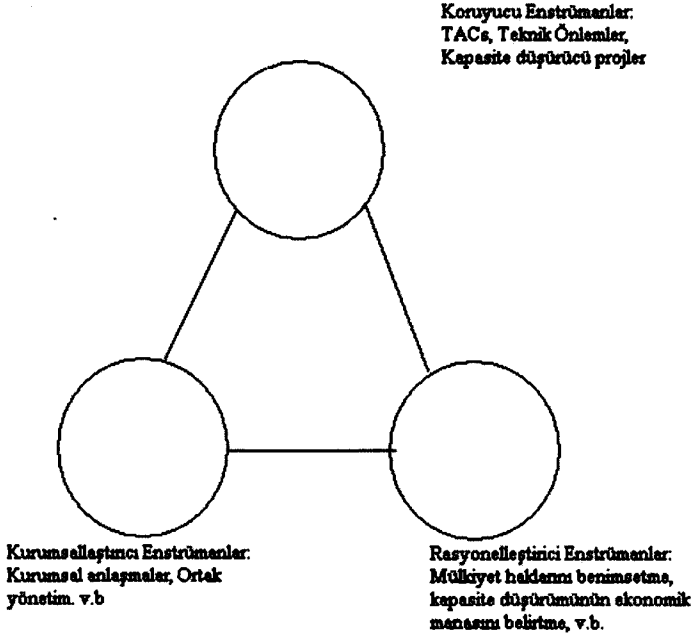 Koruyucu Enstrümanlar:
TACs, Teknik Önlemler,
Kapasite düşürücü projler
Kurumsallaştırıcı Enstrümanlar:
Kurumsal anlaşmalar, Ortak
yönetim. v.b
Rasyonelleştirici Enstrümanlar:
Mülkiyet haklarını benimsetme,
kapasite düşürümünün ekonomik
manasını belirtme, v.b.